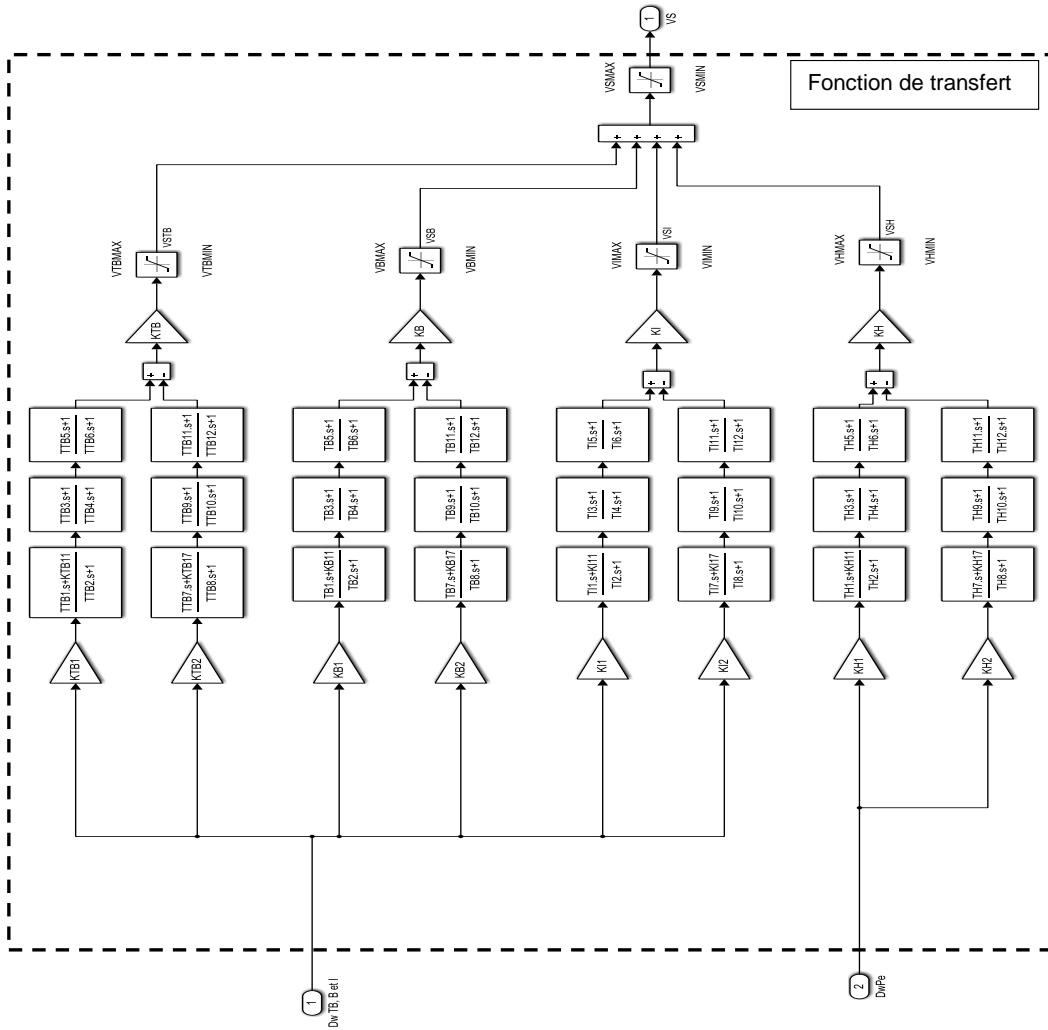 1
VS
VSMAX
VSMIN
Fonction de transfert
+
+
+
+
VTBMAX
VSTB
VTBMIN
VBMAX
VSB
VBMIN
VIMAX
VSI
VIMIN
VHMAX
VSH
VHMIN
KTB
KB
KI
KH
+
-
+
-
+
-
+
-
TTB5.s+1
TTB6.s+1
TTB11.s+1
TTB12.s+1
TB5.s+1
TB6.s+1
TB11.s+1
TB12.s+1
TI5.s+1
TI6.s+1
TI11.s+1
TI12.s+1
TH5.s+1
TH6.s+1
TH11.s+1
TH12.s+1
TTB3.s+1
TTB4.s+1
TTB9.s+1
TTB10.s+1
TB3.s+1
TB4.s+1
TB9.s+1
TB10.s+1
TI3.s+1
TI4.s+1
TI9.s+1
TI10.s+1
TH3.s+1
TH4.s+1
TH9.s+1
TH10.s+1
TTB1.s+KTB11
TTB2.s+1
TTB7.s+KTB17
TTB8.s+1
TB1.s+KB11
TB2.s+1
TB7.s+KB17
TB8.s+1
TI1.s+KI11
TI2.s+1
TI7.s+KI17
TI8.s+1
TH1.s+KH11
TH2.s+1
TH7.s+KH17
TH8.s+1
KTB1
KTB2
KB1
KB2
KI1
KI2
KH1
KH2
1
Dw TB, B et I
2
DwPe